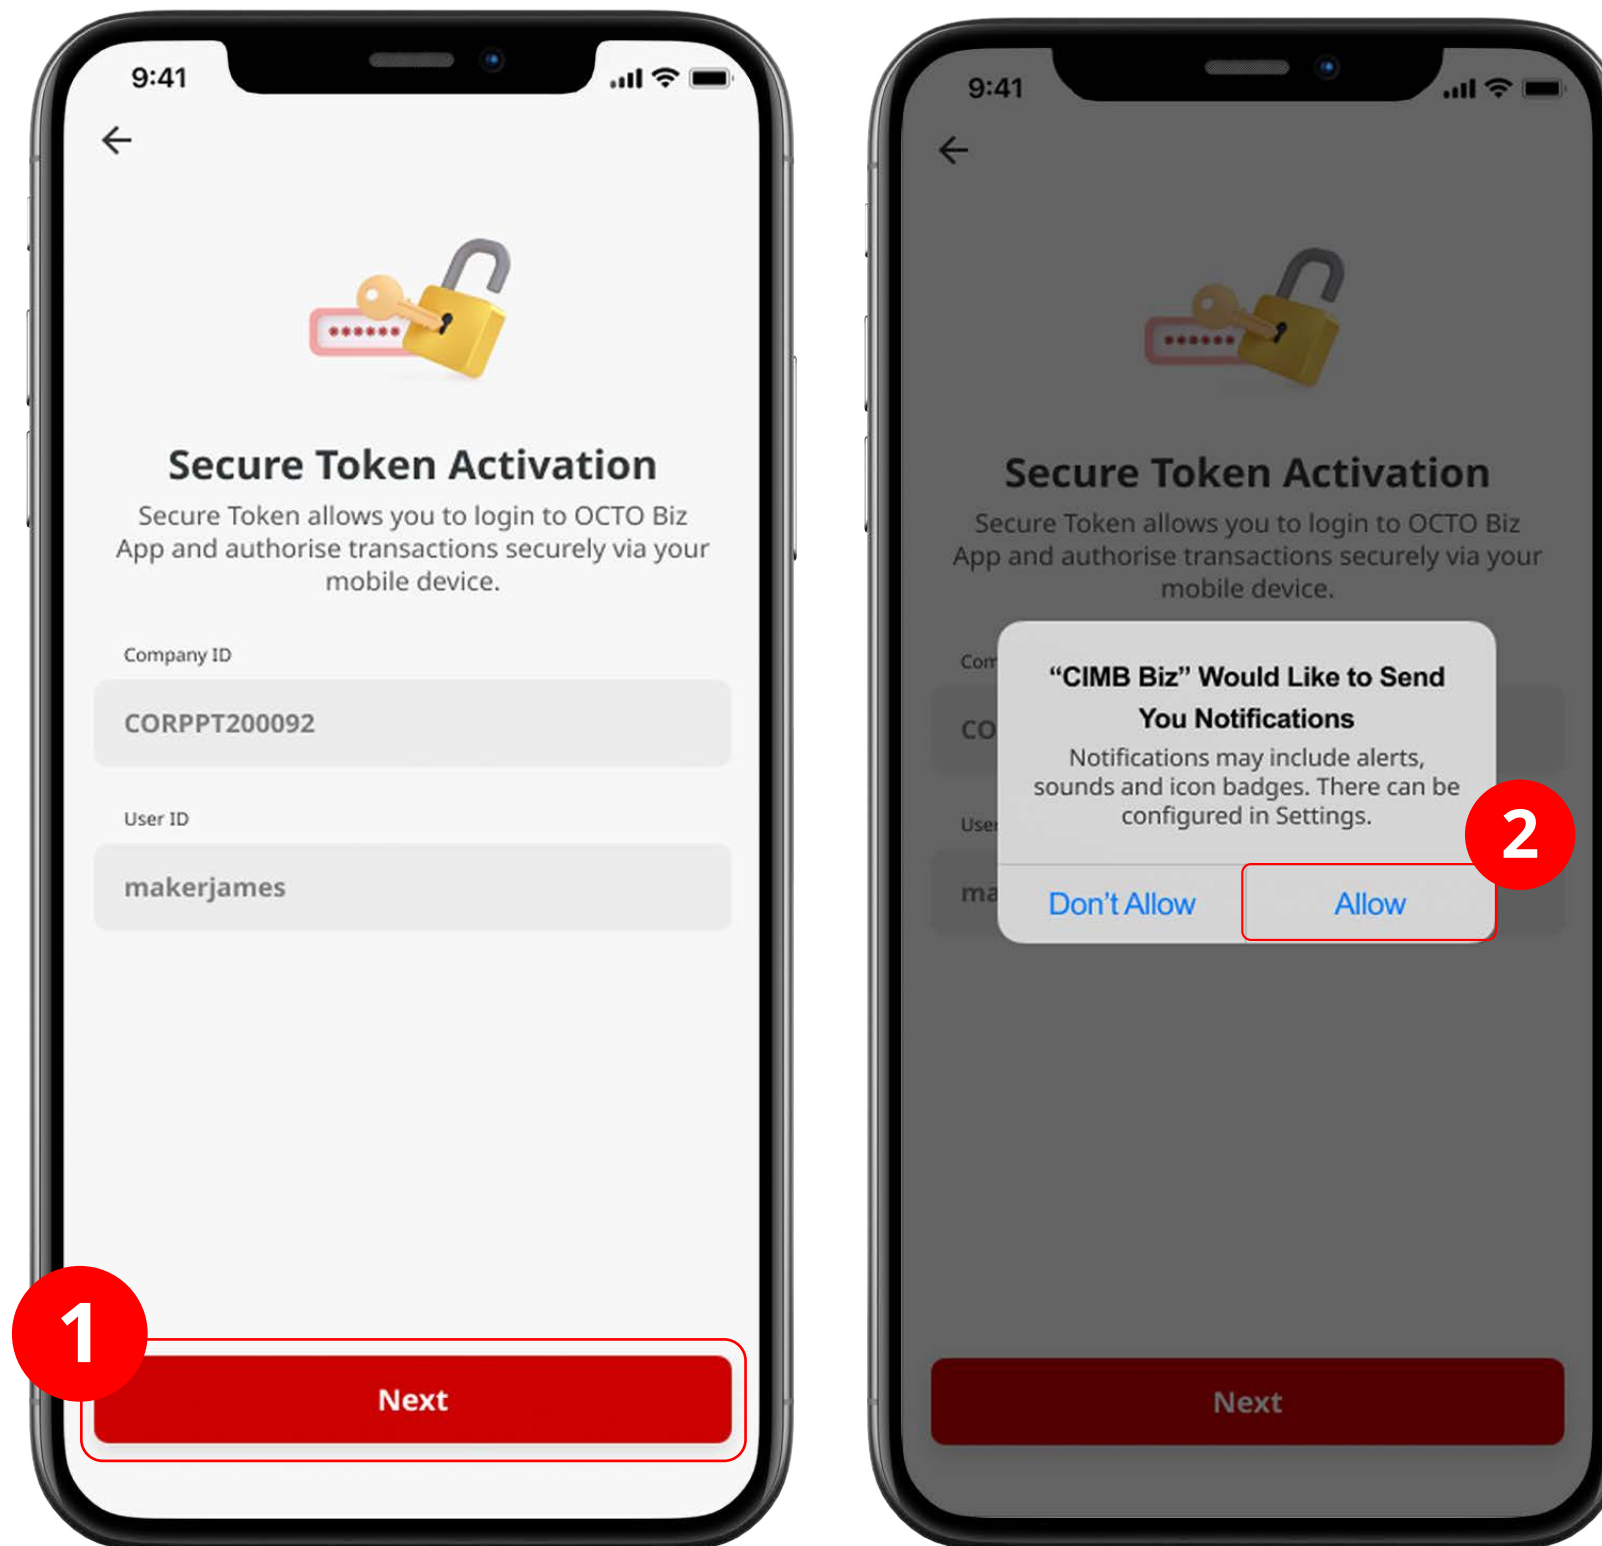 9:41
******
Secure Token Activation
Secure Token allows you to login to OCTO Biz
App and authorise transactions securely via your
mobile device.
Company ID
CORPPT200092
User ID
makerjames
1
Next
9:41
******
Secure Token Activation
Secure Token allows you to login to OCTO Biz
App and authorise transactions securely via your
mobile device.
Com
“CIMB Biz” Would Like to Send
You Notifications
CO
Notifications may include alerts,
sounds and icon badges. There can be
configured in Settings.
User
2
ma
Don’t Allow
Allow
Next